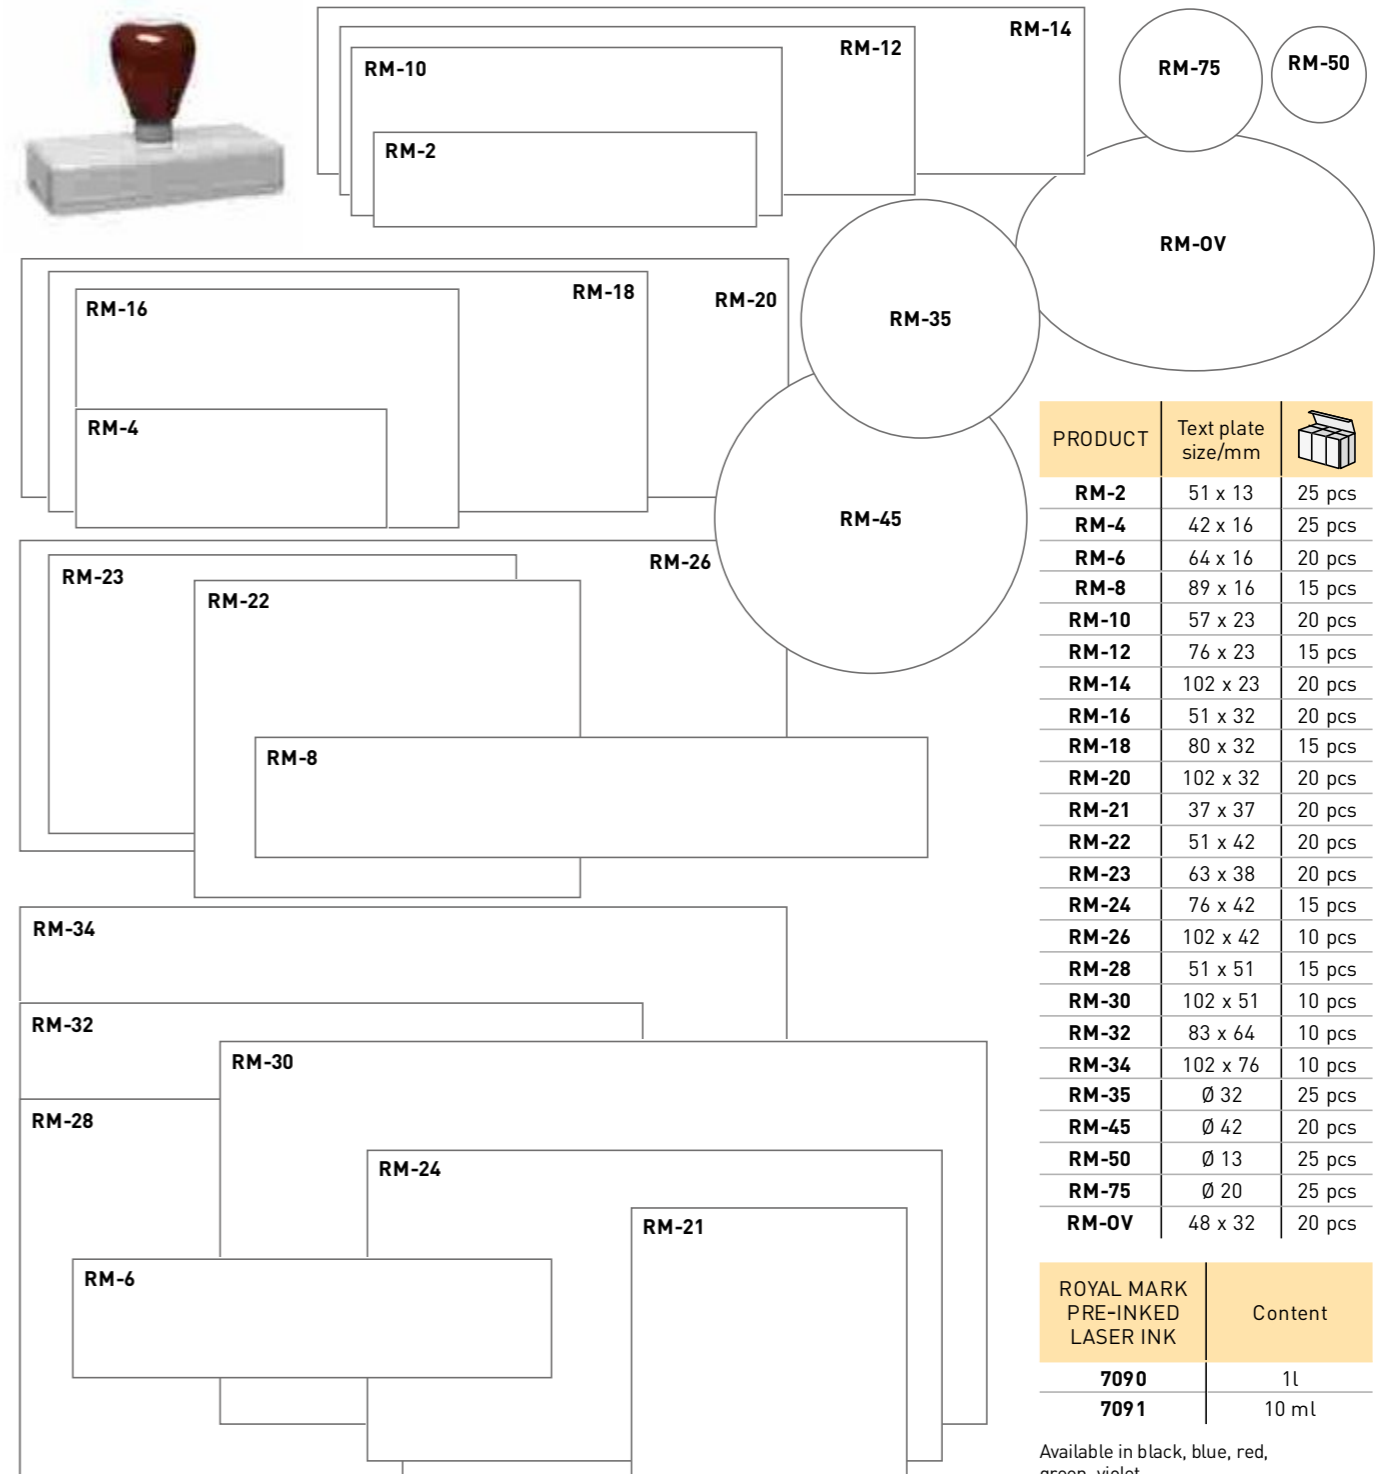 RM-14
RM-12
RM-10
RM-2
RM-75
RM-50
RM-OV
RM-35
RM-16
RM-18
RM-20
RM-4
RM-45
RM-23
RM-22
RM-26
RM-8
RM-34
RM-32
RM-30
RM-28
RM-24
RM-21
RM-6
PRODUCT Text plate size/mm
RM-2 51 x 13 25 pcs
RM-4 42 x 16 25 pcs
RM-6 64 x 16 20 pcs
RM-8 89 x 16 15 pcs
RM-10 57 x 23 20 pcs
RM-12 76 x 23 15 pcs
RM-14 102 x 23 20 pcs
RM-16 51 x 32 20 pcs
RM-18 80 x 32 15 pcs
RM-20 102 x 32 20 pcs
RM-21 37 x 37 20 pcs
RM-22 51 x 42 20 pcs
RM-23 63 x 38 20 pcs
RM-24 76 x 42 15 pcs
RM-26 102 x 42 10 pcs
RM-28 51 x 51 15 pcs
RM-30 102 x 51 10 pcs
RM-32 83 x 64 10 pcs
RM-34 102 x 76 10 pcs
RM-35 Ø 32 25 pcs
RM-45 Ø 42 20 pcs
RM-50 Ø 13 25 pcs
RM-75 Ø 20 25 pcs
RM-OV 48 x 32 20 pcs
ROYAL MARK
PRE-INKED Content
LASER INK
7090 1l
7091 10 ml
Available in black, blue, red,
green, violet